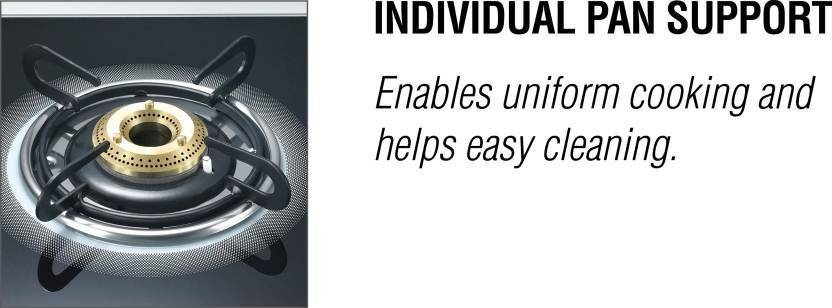 INDIVIDUAL PAN SUPPORT
Enables uniform cooking and
helps easy cleaning.